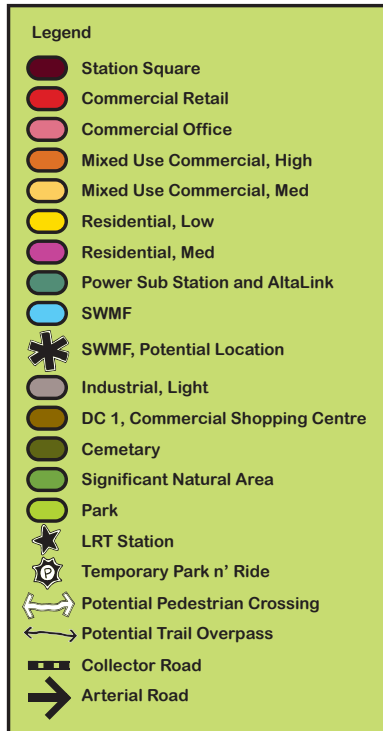 Legend
Station Square
Commercial Retail
Commercial Office
Mixed Use Commercial, High
Mixed Use Commercial, Med
Residential, Low
Residential, Med
Power Sub Station and AltaLink
SWMF
SWMF, Potential Location
Industrial, Light
DC 1, Commercial Shopping Centre
Cemetary
Significant Natural Area
Park
LRT Station
P Temporary Park n' Ride
Potential Pedestrian Crossing
Potential Trail Overpass
Collector Road
Arterial Road